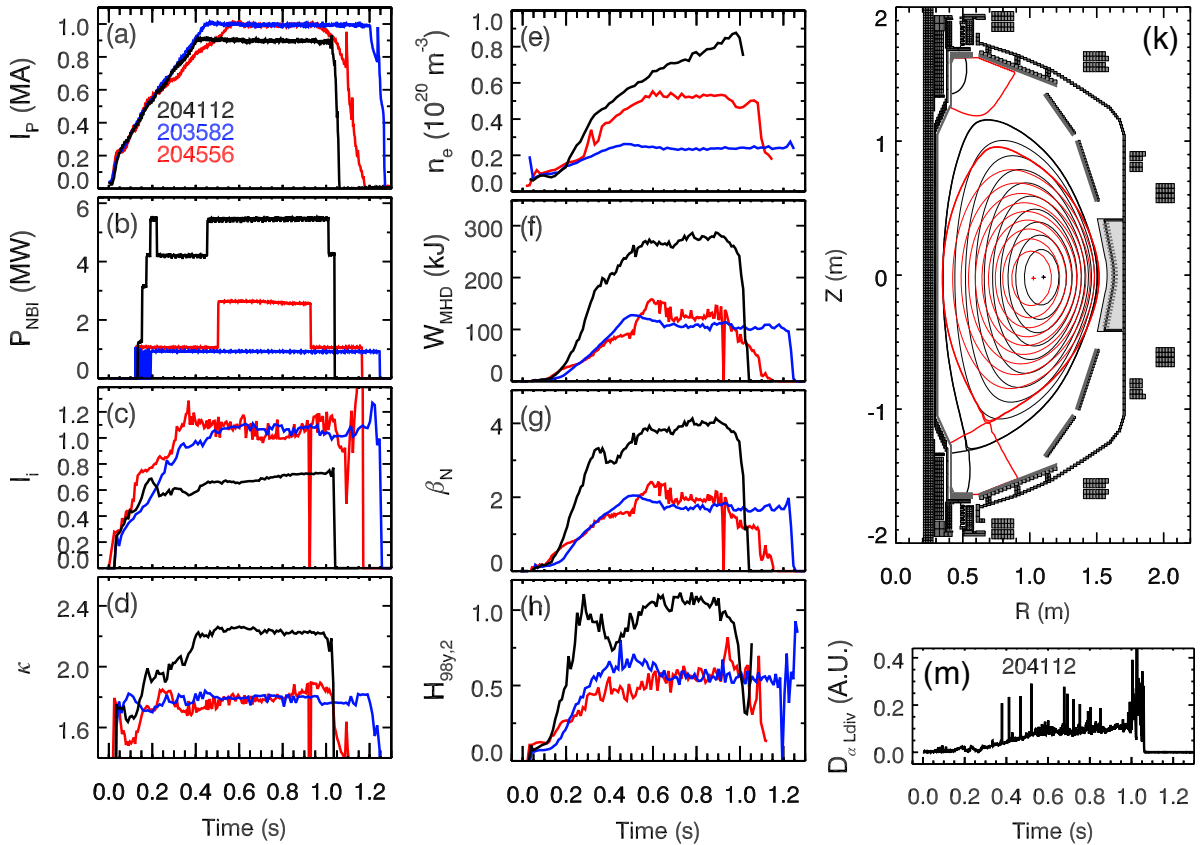 (a)
I_P (MA)
1.0
0.8
0.6
0.4
0.2
0.0
204112
203582
204556
(b)
P_NBI (MW)
6
4
2
0
(c)
l_i
1.2
1.0
0.8
0.6
0.4
0.2
0.0
(d)
κ
2.2
1.8
1.4
0.0 0.2 0.4 0.6 0.8 1.0 1.2
Time (s)
(e)
n_e (10^20 m^-3)
1.0
0.8
0.6
0.4
0.2
0.0
(f)
W_MHD (kJ)
300
200
100
0
(g)
β_N
4
2
0
(h)
H_98y,2
1.0
0.5
0.0
0.0 0.2 0.4 0.6 0.8 1.0 1.2
Time (s)
(k)
Z (m)
2
1
0
-1
-2
0.0 0.5 1.0 1.5 2.0
R (m)
(m)
204112
D_α Ldiv (A.U.)
0.4
0.2
0.0
0.0 0.2 0.4 0.6 0.8 1.0 1.2
Time (s)